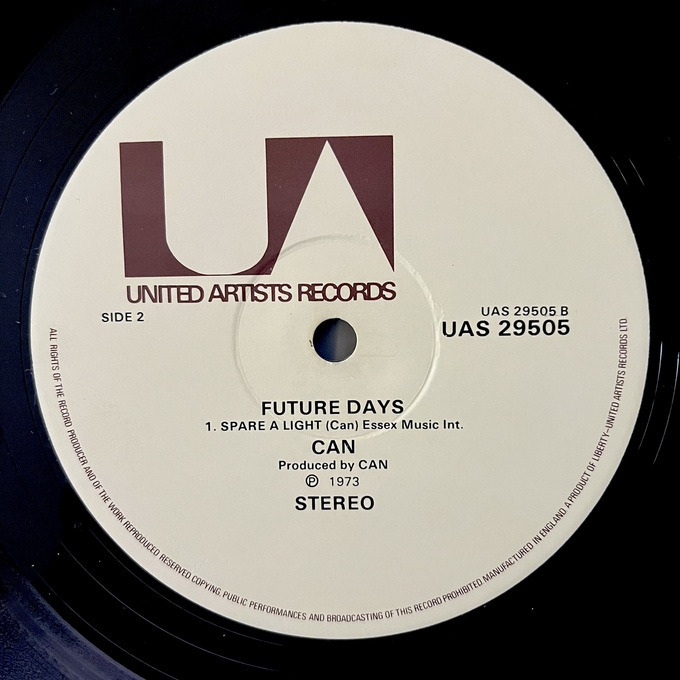 UA
UNITED ARTISTS RECORDS
SIDE 2
UAS 29505 B
UAS 29505
FUTURE DAYS
1. SPARE A LIGHT (Can) Essex Music Int.
CAN
Produced by CAN
Ⓟ 1973
STEREO
ALL RIGHTS OF THE RECORD PRODUCER AND OF THE WORK REPRODUCED RESERVED COPYING, PUBLIC PERFORMANCES AND BROADCASTING OF THIS RECORD PROHIBITED. MANUFACTURED IN ENGLAND. A PRODUCT OF LIBERTY-UNITED ARTISTS RECORDS LTD.